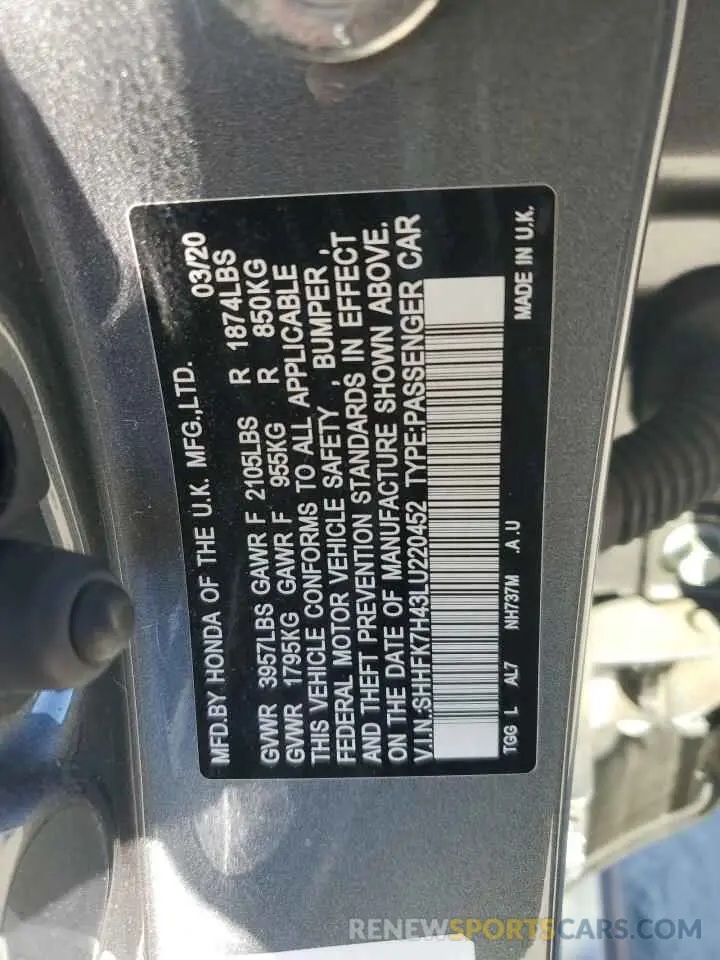 MFD.BY HONDA OF THE U.K. MFG.,LTD. 03/20
GVWR 3957LBS GAWR F 2105LBS R 1874LBS
GVWR 1795KG GAWR F 955KG R 850KG
THIS VEHICLE CONFORMS TO ALL APPLICABLE
FEDERAL MOTOR VEHICLE SAFETY , BUMPER ,
AND THEFT PREVENTION STANDARDS IN EFFECT
ON THE DATE OF MANUFACTURE SHOWN ABOVE.
V.I.N.:SHHFK7H43LU220452 TYPE:PASSENGER CAR
TGG L AL7 NH737M .A.U MADE IN U.K.
RENEWSPORTSCARS.COM